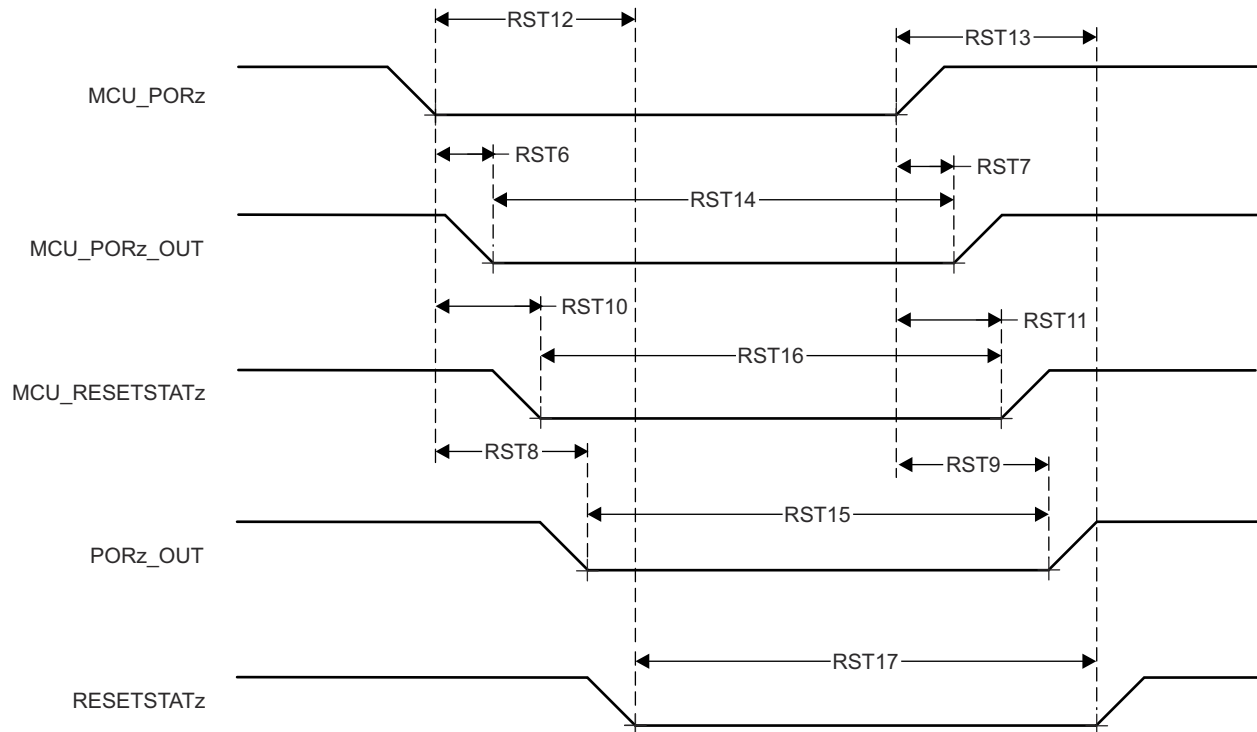 RST12
RST13
MCU_PORz
RST6
RST7
RST14
MCU_PORz_OUT
RST10
RST11
RST16
MCU_RESETSTATz
RST8
RST9
RST15
PORz_OUT
RST17
RESETSTATz